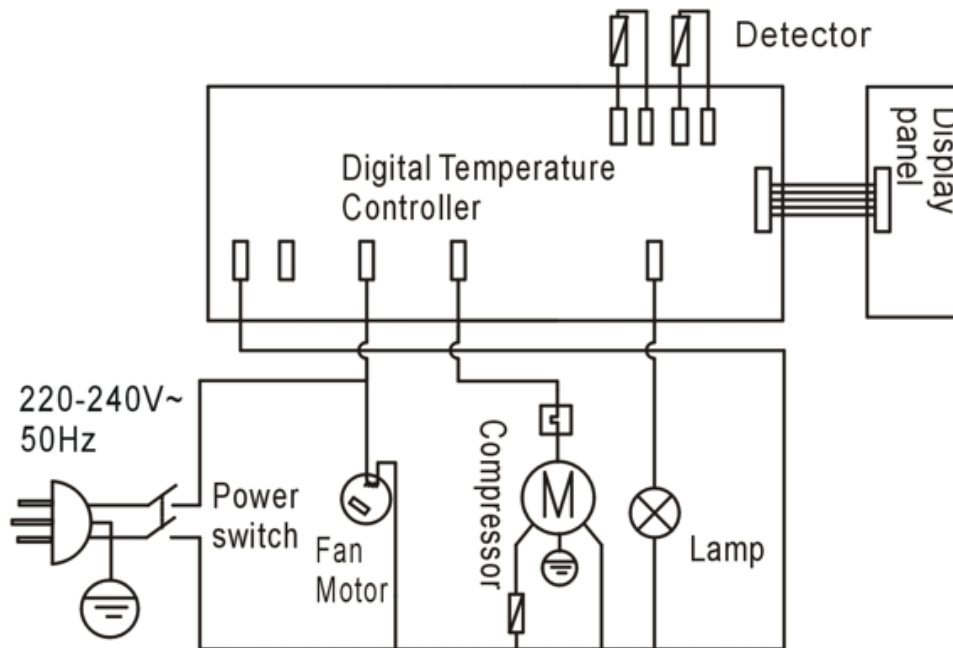 Detector
Display
panel
Digital Temperature
Controller
220-240V~
50Hz
Power
switch
Fan
Motor
Compressor
M
Lamp